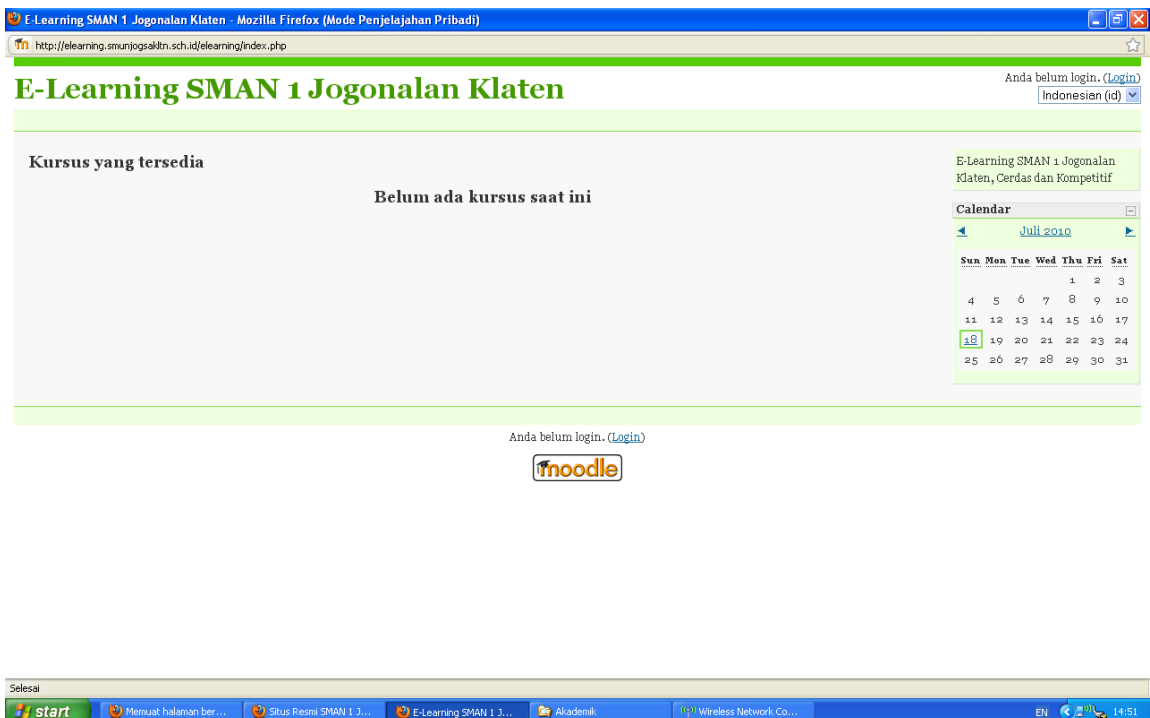 E-Learning SMAN 1 Jogonalan Klaten - Mozilla Firefox (Mode Penjelajahan Pribadi)
http://elearning.smunjogsakltn.sch.id/elearning/index.php
E-Learning SMAN 1 Jogonalan Klaten
Anda belum login. (Login)
Indonesian (id)
Kursus yang tersedia
Belum ada kursus saat ini
E-Learning SMAN 1 Jogonalan
Klaten, Cerdas dan Kompetitif
Calendar
Juli 2010
Sun Mon Tue Wed Thu Fri Sat
1 2 3
4 5 6 7 8 9 10
11 12 13 14 15 16 17
18 19 20 21 22 23 24
25 26 27 28 29 30 31
Anda belum login. (Login)
moodle
Selesai
start Memuat halaman ber... Situs Resmi SMAN 1 J... E-Learning SMAN 1 J... Akademik Wireless Network Co... EN 14:51